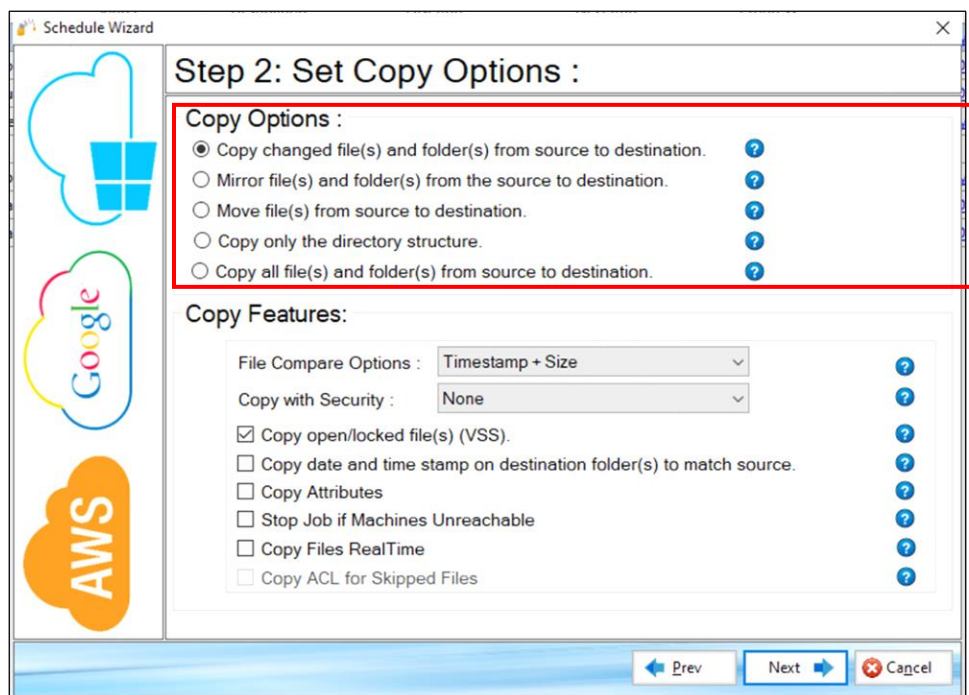 Schedule Wizard
Step 2: Set Copy Options :
Copy Options :
Copy changed file(s) and folder(s) from source to destination.
Mirror file(s) and folder(s) from the source to destination.
Move file(s) from source to destination.
Copy only the directory structure.
Copy all file(s) and folder(s) from source to destination.
Google
Copy Features:
File Compare Options : Timestamp + Size
Copy with Security : None
Copy open/locked file(s) (VSS).
Copy date and time stamp on destination folder(s) to match source.
Copy Attributes
Stop Job if Machines Unreachable
Copy Files RealTime
Copy ACL for Skipped Files
AWS
Prev Next Cancel